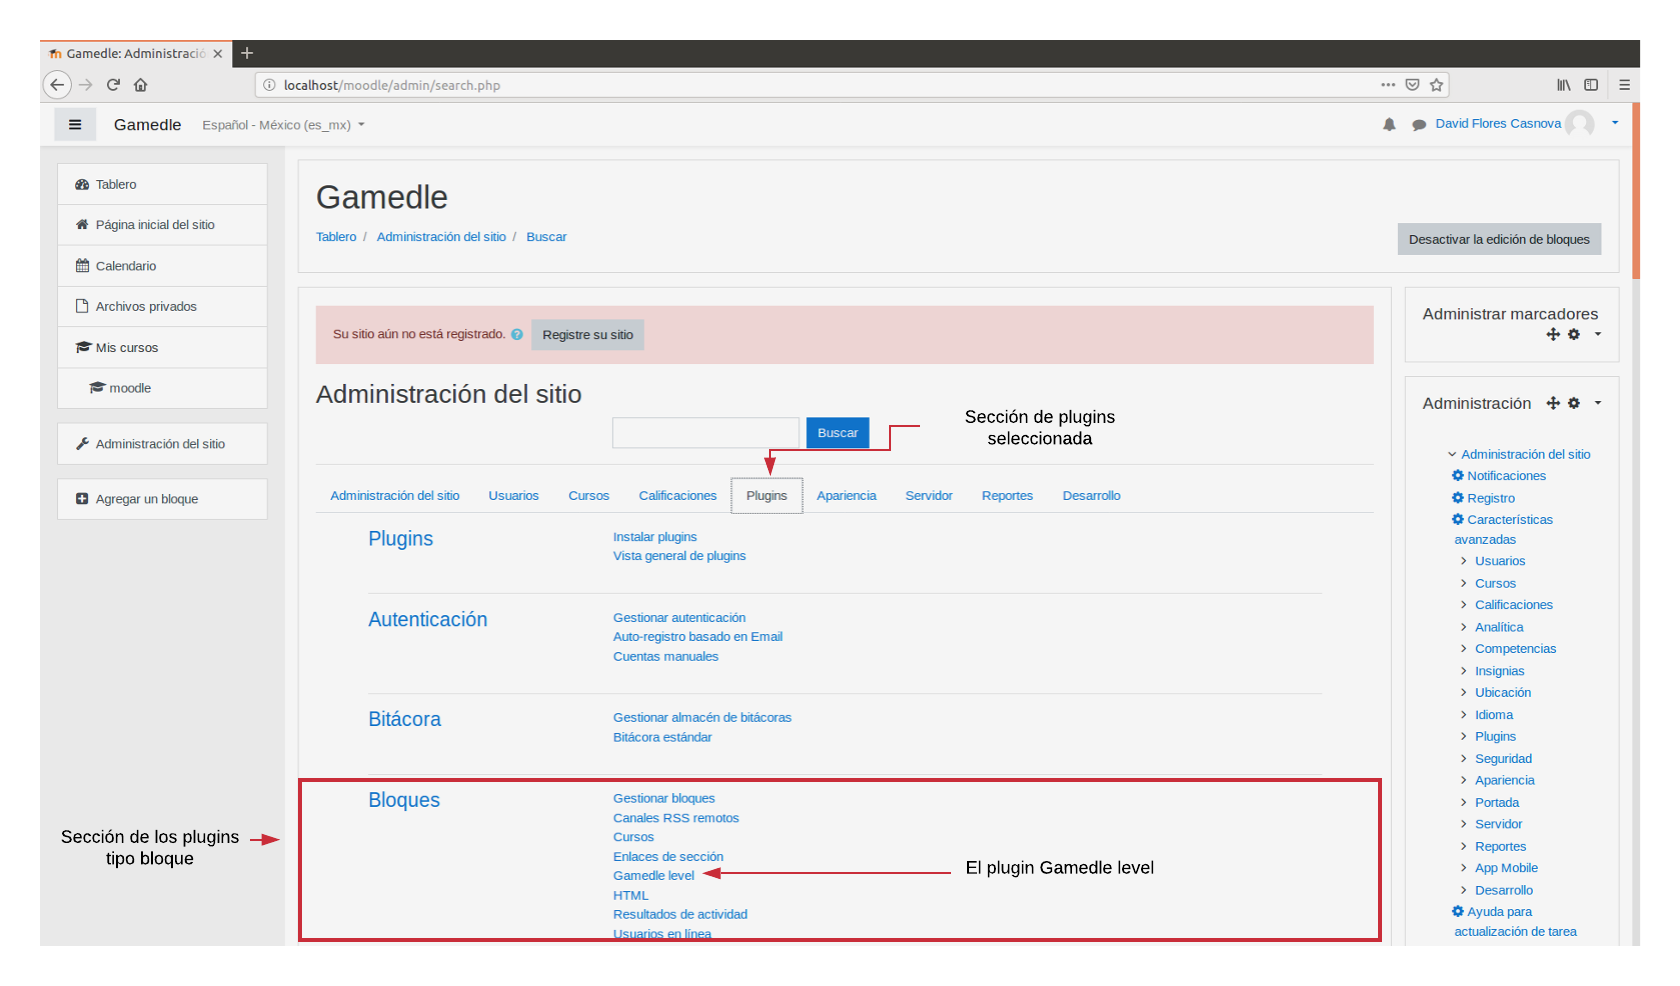 Gamedle: Administració
localhost/moodle/admin/search.php
Gamedle
Español - México (es_mx)
David Flores Casnova
Tablero
Página inicial del sitio
Calendario
Archivos privados
Mis cursos
moodle
Administración del sitio
Agregar un bloque
Gamedle
Tablero / Administración del sitio / Buscar
Desactivar la edición de bloques
Su sitio aún no está registrado.
Registre su sitio
Administración del sitio
Buscar
Sección de plugins
seleccionada
Administración del sitio
Usuarios
Cursos
Calificaciones
Plugins
Apariencia
Servidor
Reportes
Desarrollo
Plugins
Instalar plugins
Vista general de plugins
Autenticación
Gestionar autenticación
Auto-registro basado en Email
Cuentas manuales
Bitácora
Gestionar almacén de bitácoras
Bitácora estándar
Bloques
Gestionar bloques
Canales RSS remotos
Cursos
Enlaces de sección
Gamedle level
HTML
Resultados de actividad
Usuarios en línea
Sección de los plugins
tipo bloque
El plugin Gamedle level
Administrar marcadores
Administración
Administración del sitio
Notificaciones
Registro
Características
avanzadas
Usuarios
Cursos
Calificaciones
Analítica
Competencias
Insignias
Ubicación
Idioma
Plugins
Seguridad
Apariencia
Portada
Servidor
Reportes
App Mobile
Desarrollo
Ayuda para
actualización de tarea